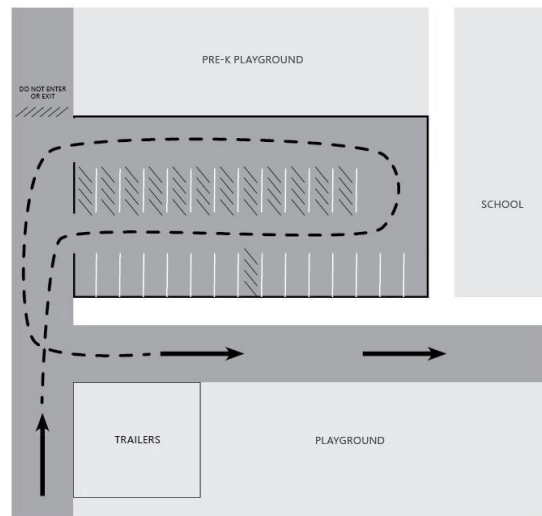 PRE-K PLAYGROUND
DO NOT ENTER
OR EXIT
SCHOOL
TRAILERS
PLAYGROUND